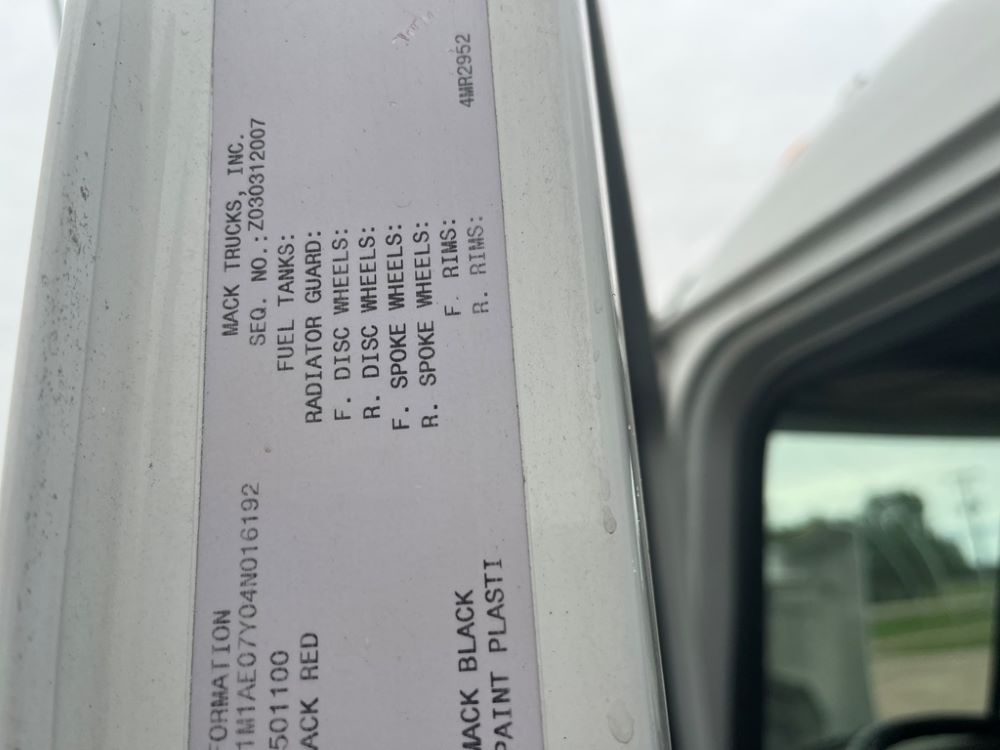 FORMATION
1M1AE07Y04N016192
501100
ACK RED
MACK BLACK
PAINT PLASTI
MACK TRUCKS, INC.
SEQ. NO.:Z030312007
FUEL TANKS:
RADIATOR GUARD:
F. DISC WHEELS:
R. DISC WHEELS:
F. SPOKE WHEELS:
R. SPOKE WHEELS:
F. RIMS:
R. RIMS:
4MR2952